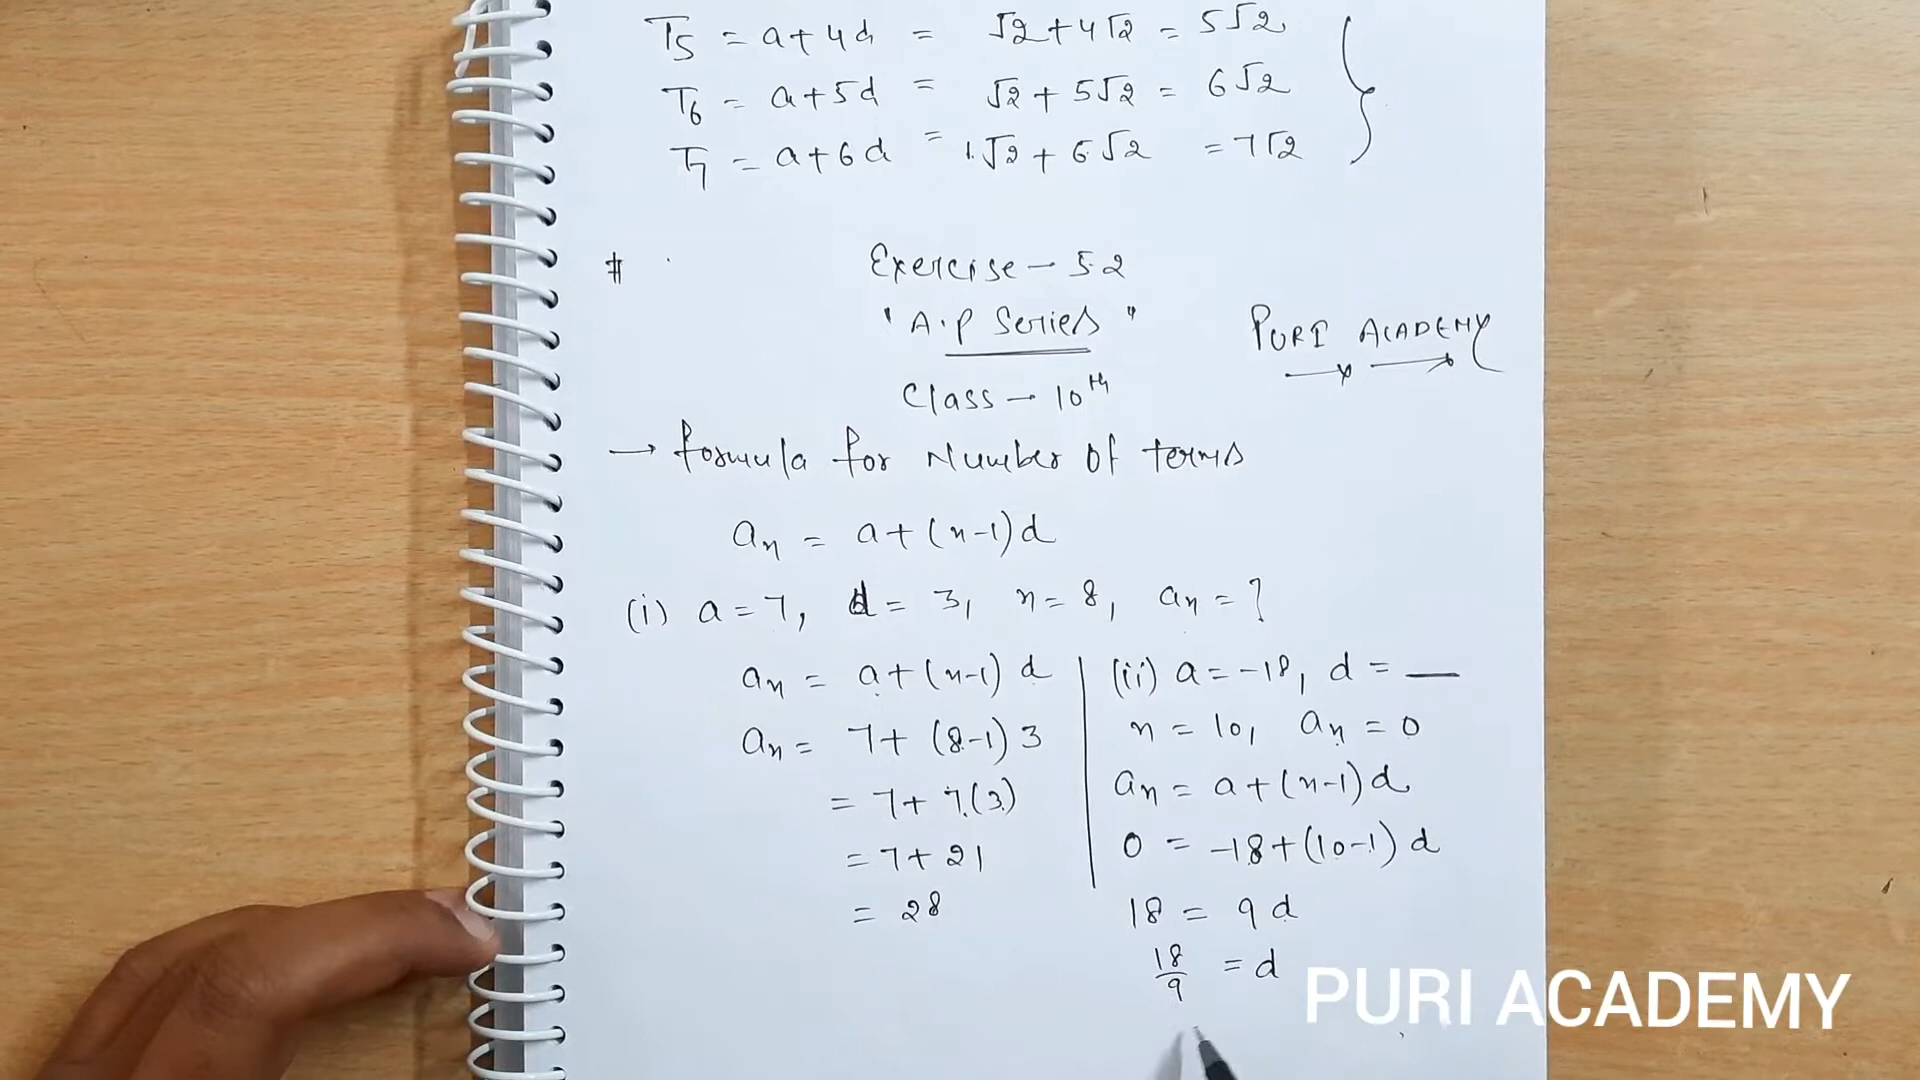 T5 = a+4d = √2+4√2 = 5√2
T6 = a+5d = √2+5√2 = 6√2
T7 = a+6d = 1√2+6√2 = 7√2
# Exercise – 5.2
"A.P Series"
PURI ACADEMY
Class – 10th
→ formula for Number of terms
an = a+(n-1)d
(i) a=7, d= 3, n=8, an=?
an = a+(n-1) d
an = 7+ (8-1) 3
= 7+ 7(3)
= 7+ 21
= 28
(ii) a=-18, d = —
n = 10, an = 0
an = a+(n-1)d
0 = -18+(10-1) d
18 = 9d
18/9 = d
PURI ACADEMY